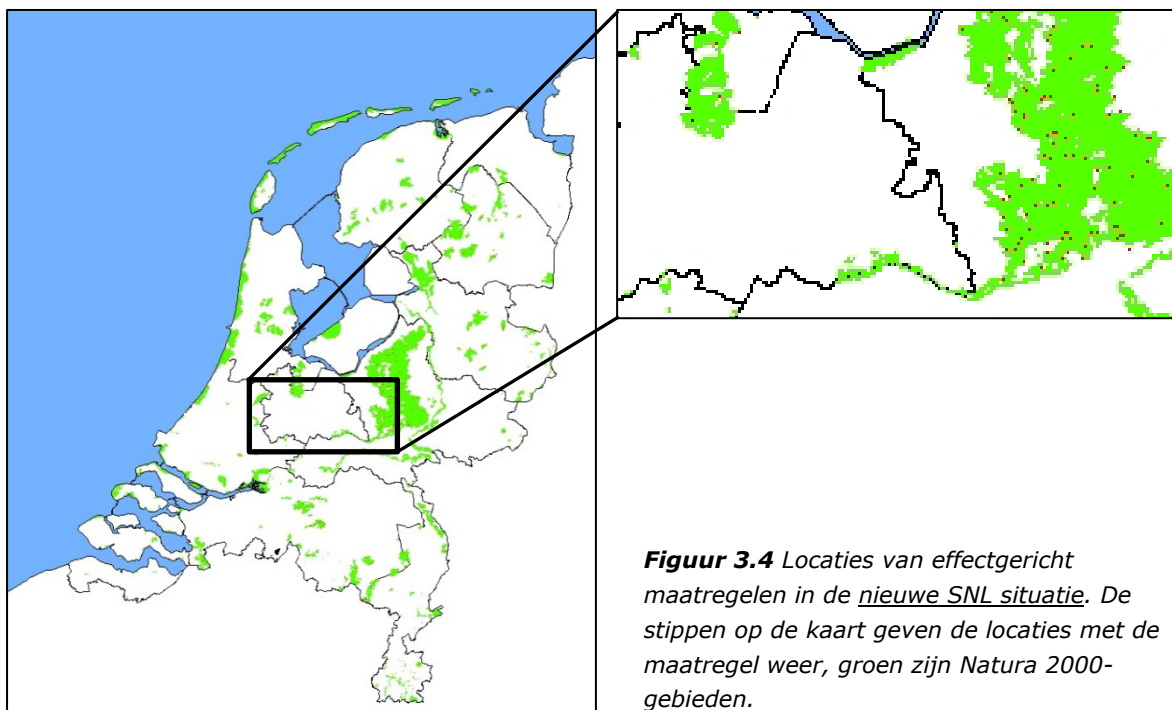 Figuur 3.4 Locaties van effectgericht
maatregelen in de nieuwe SNL situatie. De
stippen op de kaart geven de locaties met de
maatregel weer, groen zijn Natura 2000-
gebieden.